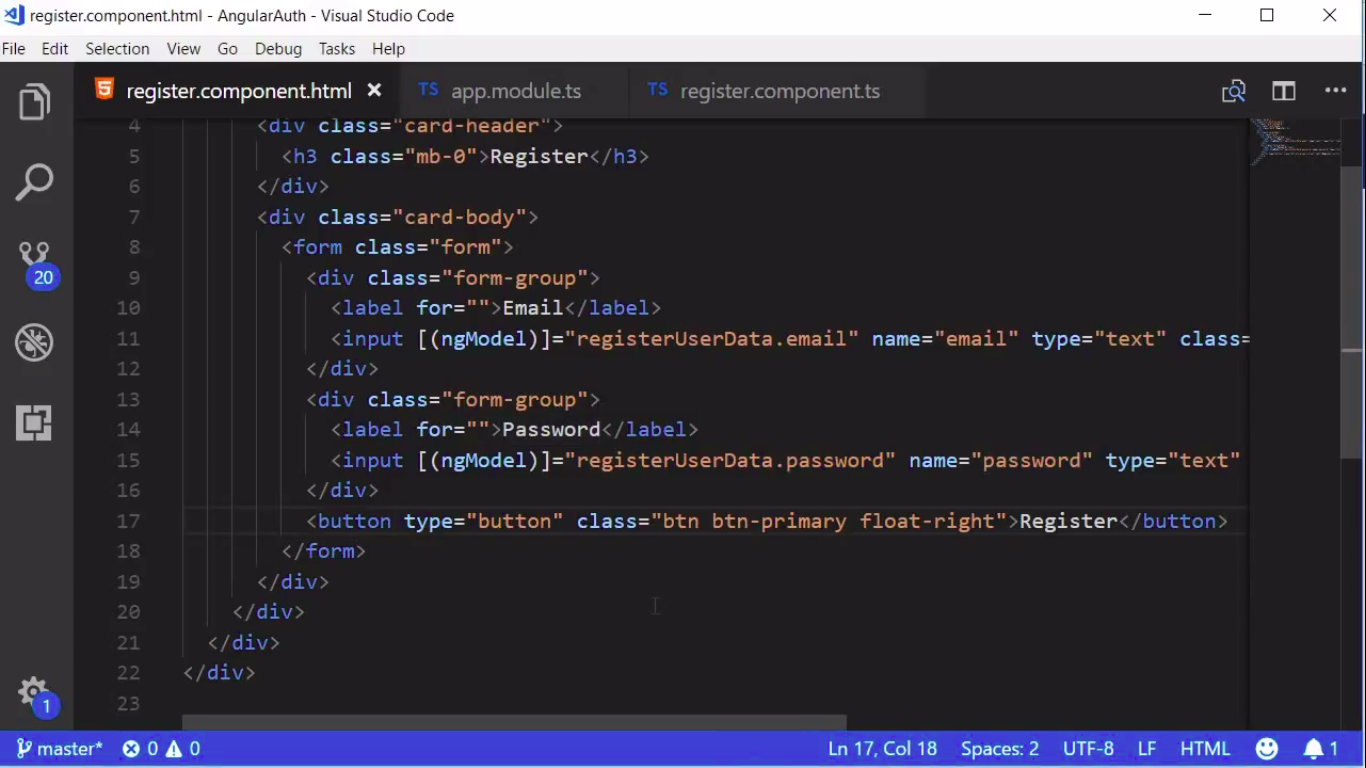 register.component.html - AngularAuth - Visual Studio Code
File Edit Selection View Go Debug Tasks Help
register.component.html TS app.module.ts TS register.component.ts
4 <div class="card-header">
5 <h3 class="mb-0">Register</h3>
6 </div>
7 <div class="card-body">
8 <form class="form">
9 <div class="form-group">
10 <label for="">Email</label>
11 <input [(ngModel)]="registerUserData.email" name="email" type="text" class=
12 </div>
13 <div class="form-group">
14 <label for="">Password</label>
15 <input [(ngModel)]="registerUserData.password" name="password" type="text"
16 </div>
17 <button type="button" class="btn btn-primary float-right">Register</button>
18 </form>
19 </div>
20 </div>
21 </div>
22 </div>
23
20
1
master* 0 0 Ln 17, Col 18 Spaces: 2 UTF-8 LF HTML 1